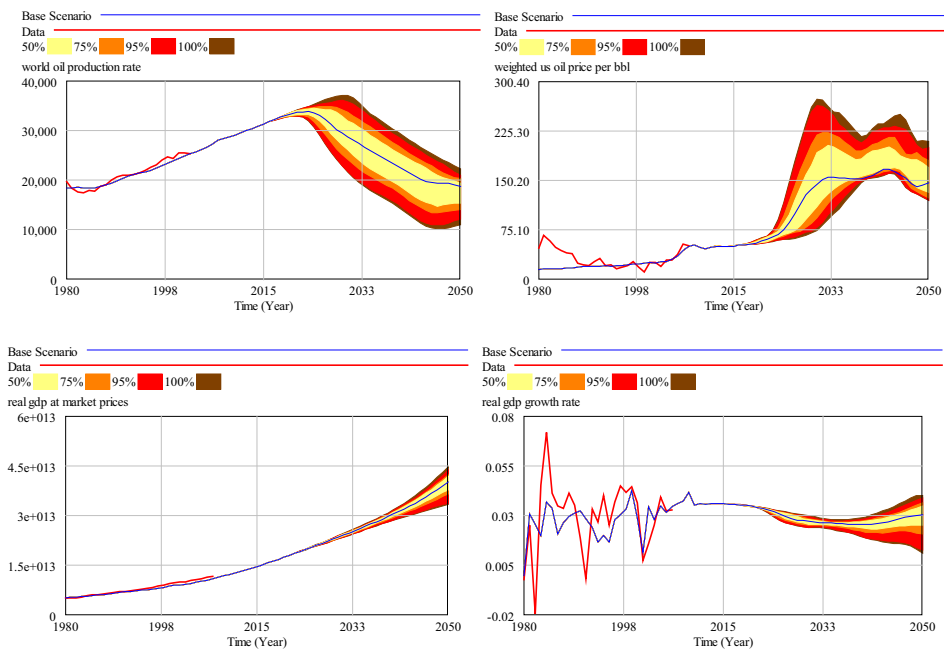 Base Scenario
Data
50% 75% 95% 100%
world oil production rate
40,000
30,000
20,000
10,000
0
1980 1998 2015 2033 2050
Time (Year)
Base Scenario
Data
50% 75% 95% 100%
weighted us oil price per bbl
300.40
225.30
150.20
75.10
0
1980 1998 2015 2033 2050
Time (Year)
Base Scenario
Data
50% 75% 95% 100%
real gdp at market prices
6e+013
4.5e+013
3e+013
1.5e+013
0
1980 1998 2015 2033 2050
Time (Year)
Base Scenario
Data
50% 75% 95% 100%
real gdp growth rate
0.08
0.055
0.03
0.005
-0.02
1980 1998 2015 2033 2050
Time (Year)